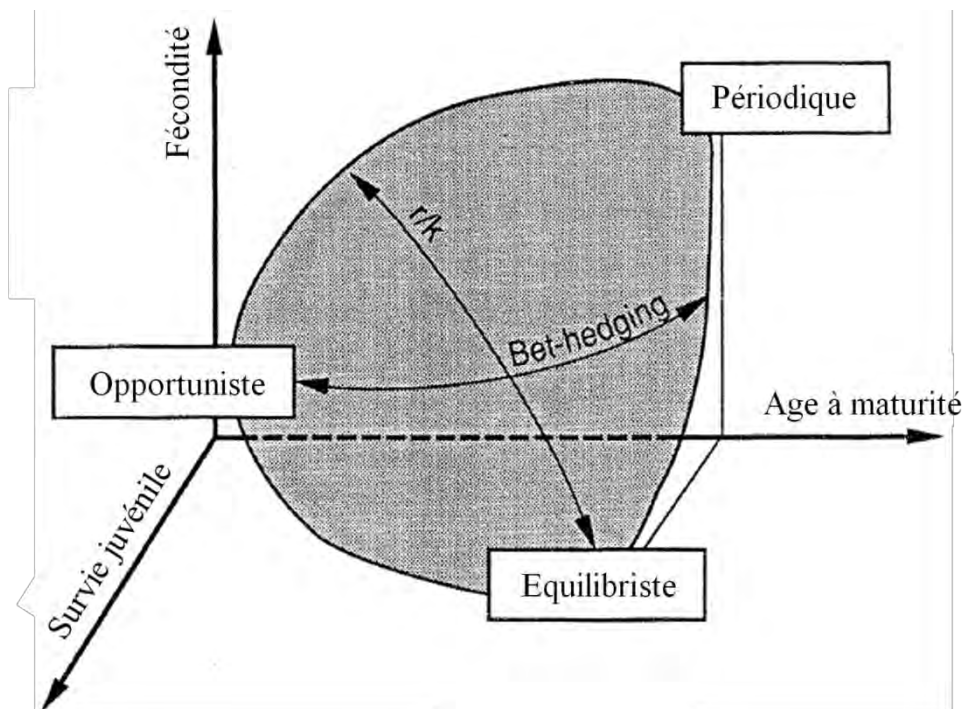 Fécondité
Périodique
r/k
Bet-hedging
Opportuniste
Age à maturité
Survie juvénile
Equilibriste